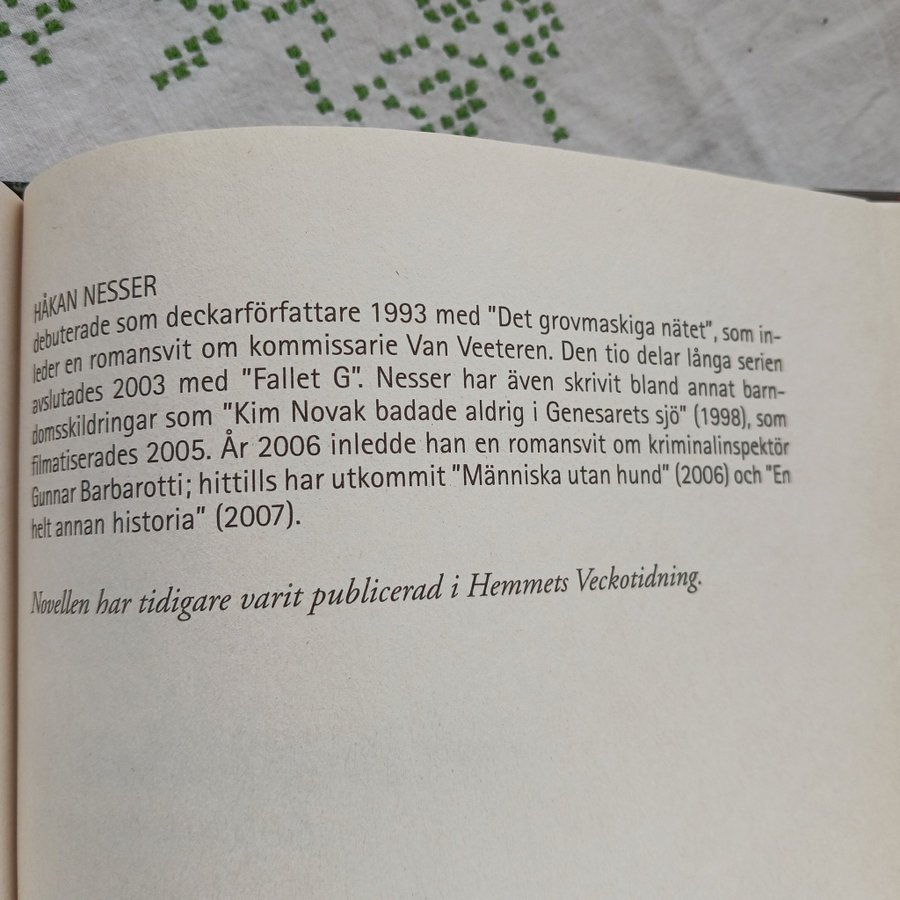 HÅKAN NESSER
debuterade som deckarförfattare 1993 med "Det grovmaskiga nätet", som in-
leder en romansvit om kommissarie Van Veeteren. Den tio delar långa serien
avslutades 2003 med "Fallet G". Nesser har även skrivit bland annat barn-
domsskildringar som "Kim Novak badade aldrig i Genesarets sjö" (1998), som
filmatiserades 2005. År 2006 inledde han en romansvit om kriminalinspektör
Gunnar Barbarotti; hittills har utkommit "Människa utan hund" (2006) och "En
helt annan historia" (2007).
Novellen har tidigare varit publicerad i Hemmets Veckotidning.